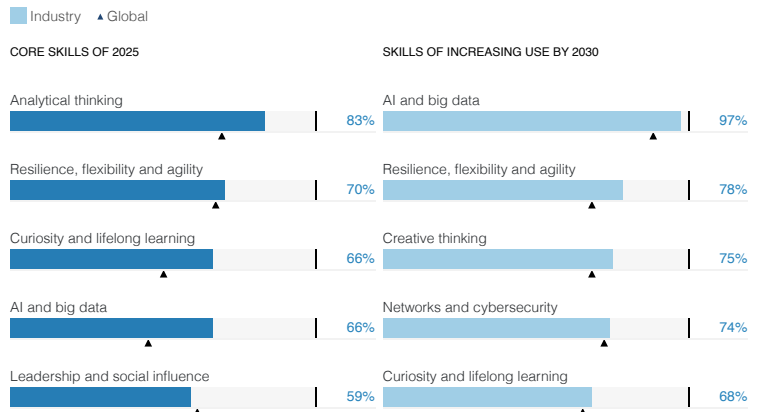 Industry Global
CORE SKILLS OF 2025
Analytical thinking
83%
Resilience, flexibility and agility
70%
Curiosity and lifelong learning
66%
AI and big data
66%
Leadership and social influence
59%
SKILLS OF INCREASING USE BY 2030
AI and big data
97%
Resilience, flexibility and agility
78%
Creative thinking
75%
Networks and cybersecurity
74%
Curiosity and lifelong learning
68%